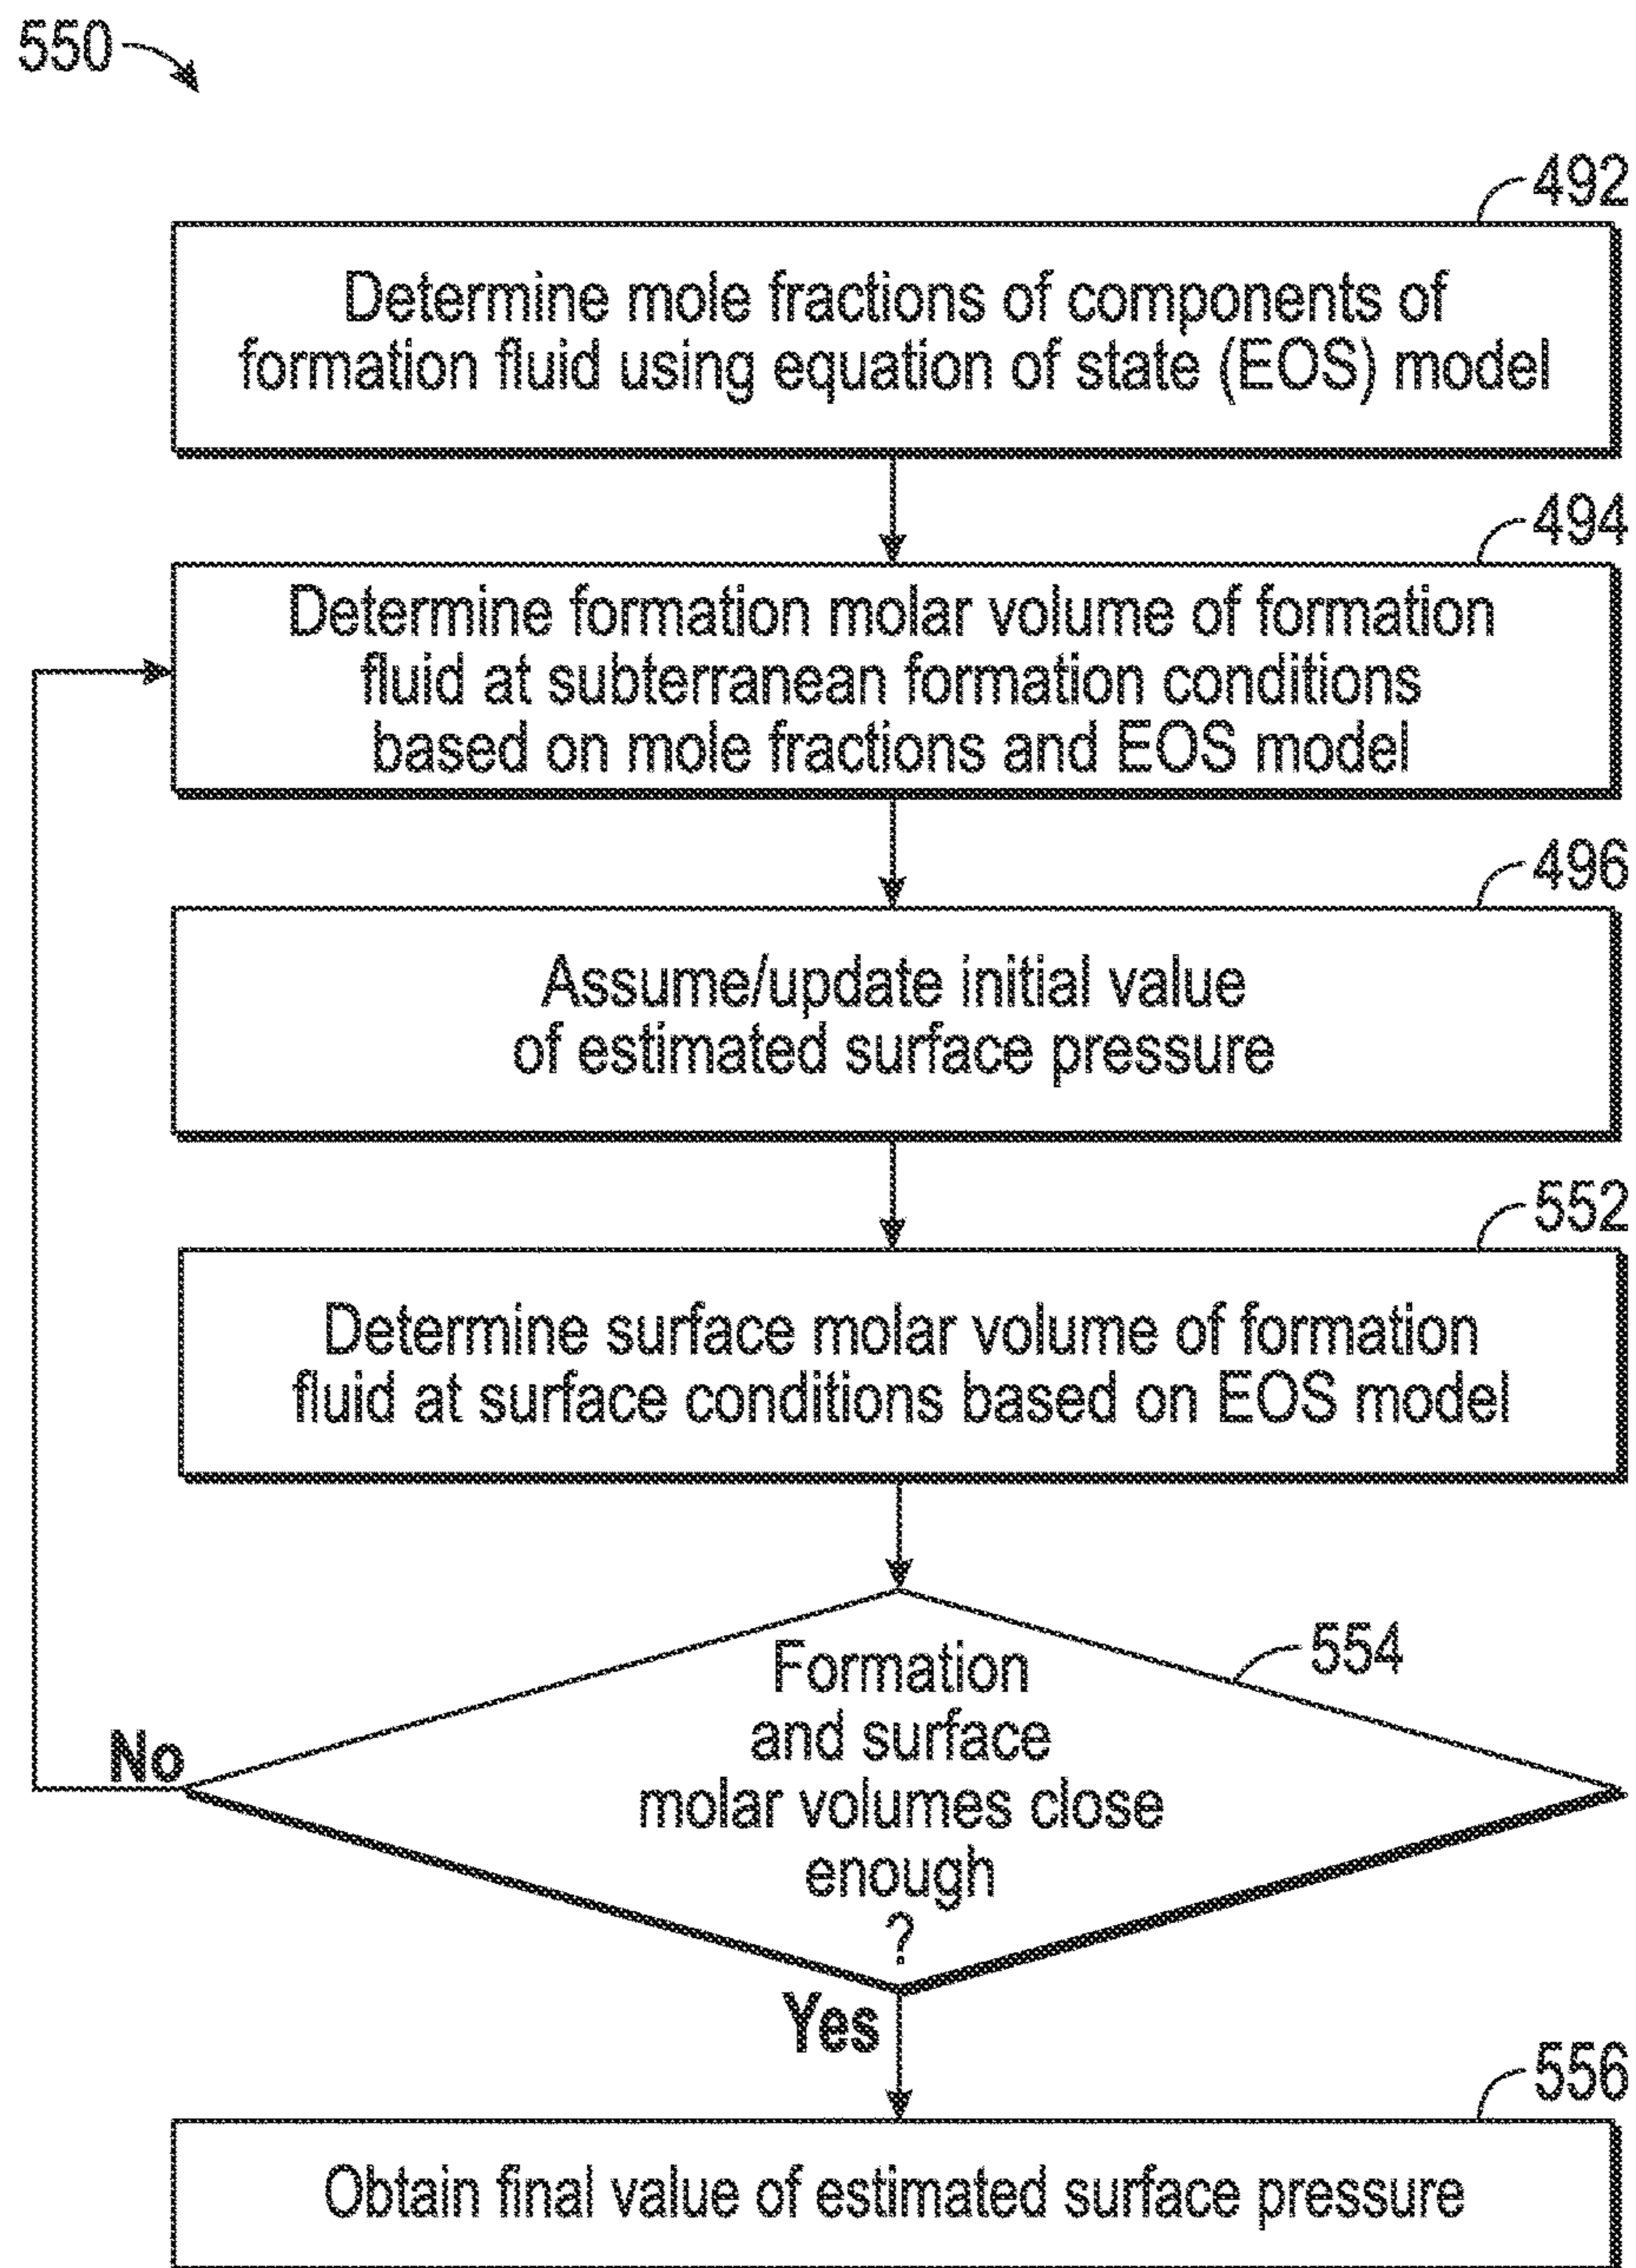 550
492
Determine mole fractions of components of
formation fluid using equation of state (EOS) model
494
Determine formation molar volume of formation
fluid at subterranean formation conditions
based on mole fractions and EOS model
496
Assume/update initial value
of estimated surface pressure
552
Determine surface molar volume of formation
fluid at surface conditions based on EOS model
554
Formation
and surface
molar volumes close
enough
?
No
Yes
556
Obtain final value of estimated surface pressure